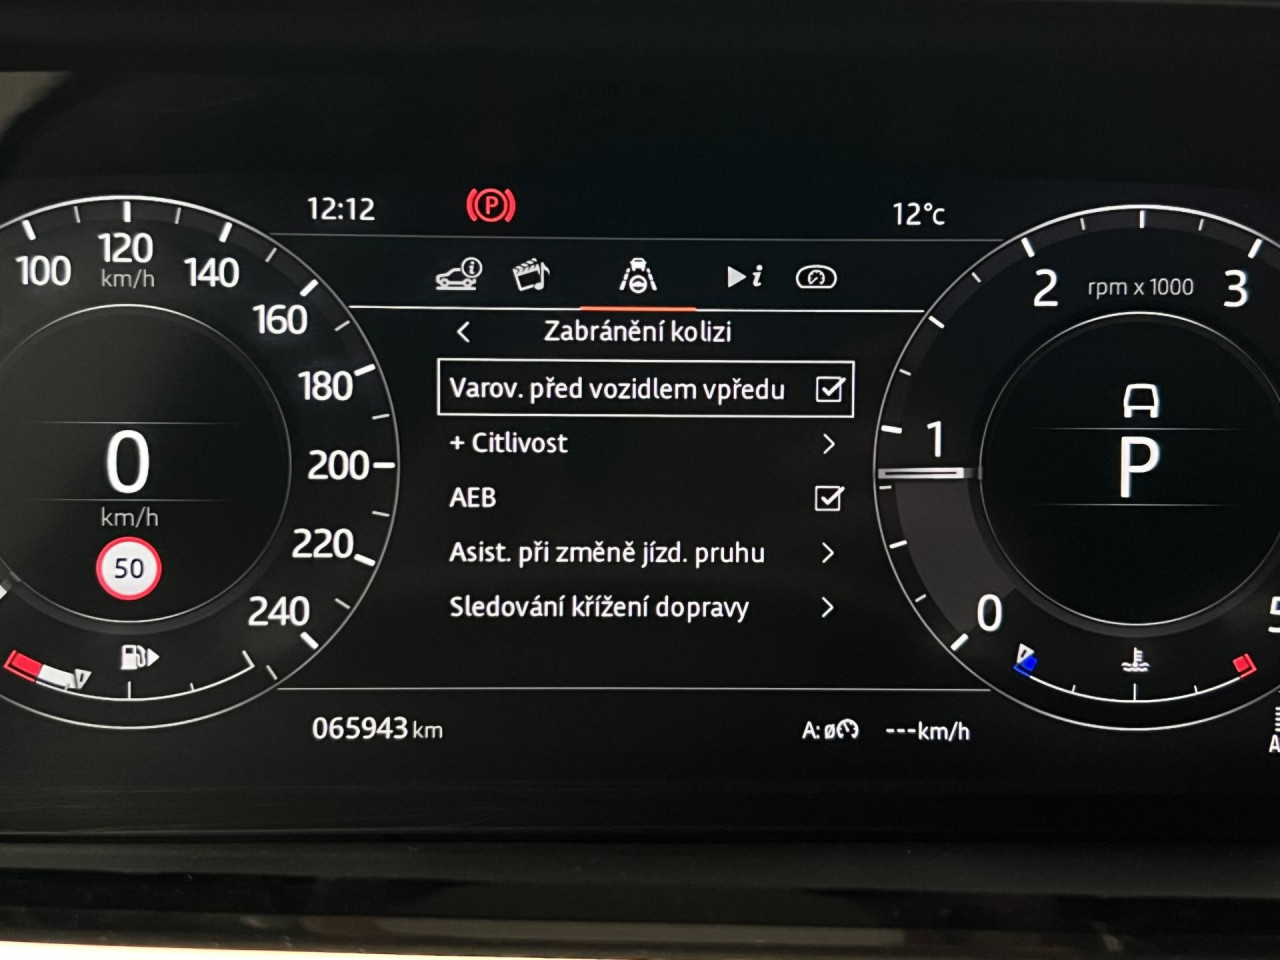 12:12
P
12°c
100
120
km/h
140
160
180
200
220
240
0
km/h
50
i
i
Zabránění kolizi
Varov. před vozidlem vpředu
+ Citlivost
AEB
Asist. při změně jízd. pruhu
Sledování křížení dopravy
2
rpm x 1000
3
1
0
5
P
065943 km
A: ø
---km/h
A